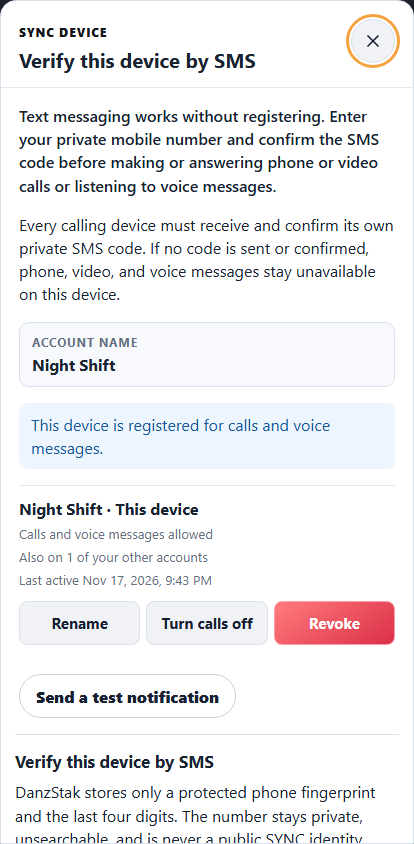 SYNC DEVICE
Verify this device by SMS
Text messaging works without registering. Enter
your private mobile number and confirm the SMS
code before making or answering phone or video
calls or listening to voice messages.
Every calling device must receive and confirm its own
private SMS code. If no code is sent or confirmed,
phone, video, and voice messages stay unavailable
on this device.
ACCOUNT NAME
Night Shift
This device is registered for calls and voice
messages.
Night Shift · This device
Calls and voice messages allowed
Also on 1 of your other accounts
Last active Nov 17, 2026, 9:43 PM
Rename
Turn calls off
Revoke
Send a test notification
Verify this device by SMS
DanzStak stores only a protected phone fingerprint
and the last four digits. The number stays private,
unsearchable, and is never a public SYNC identity.